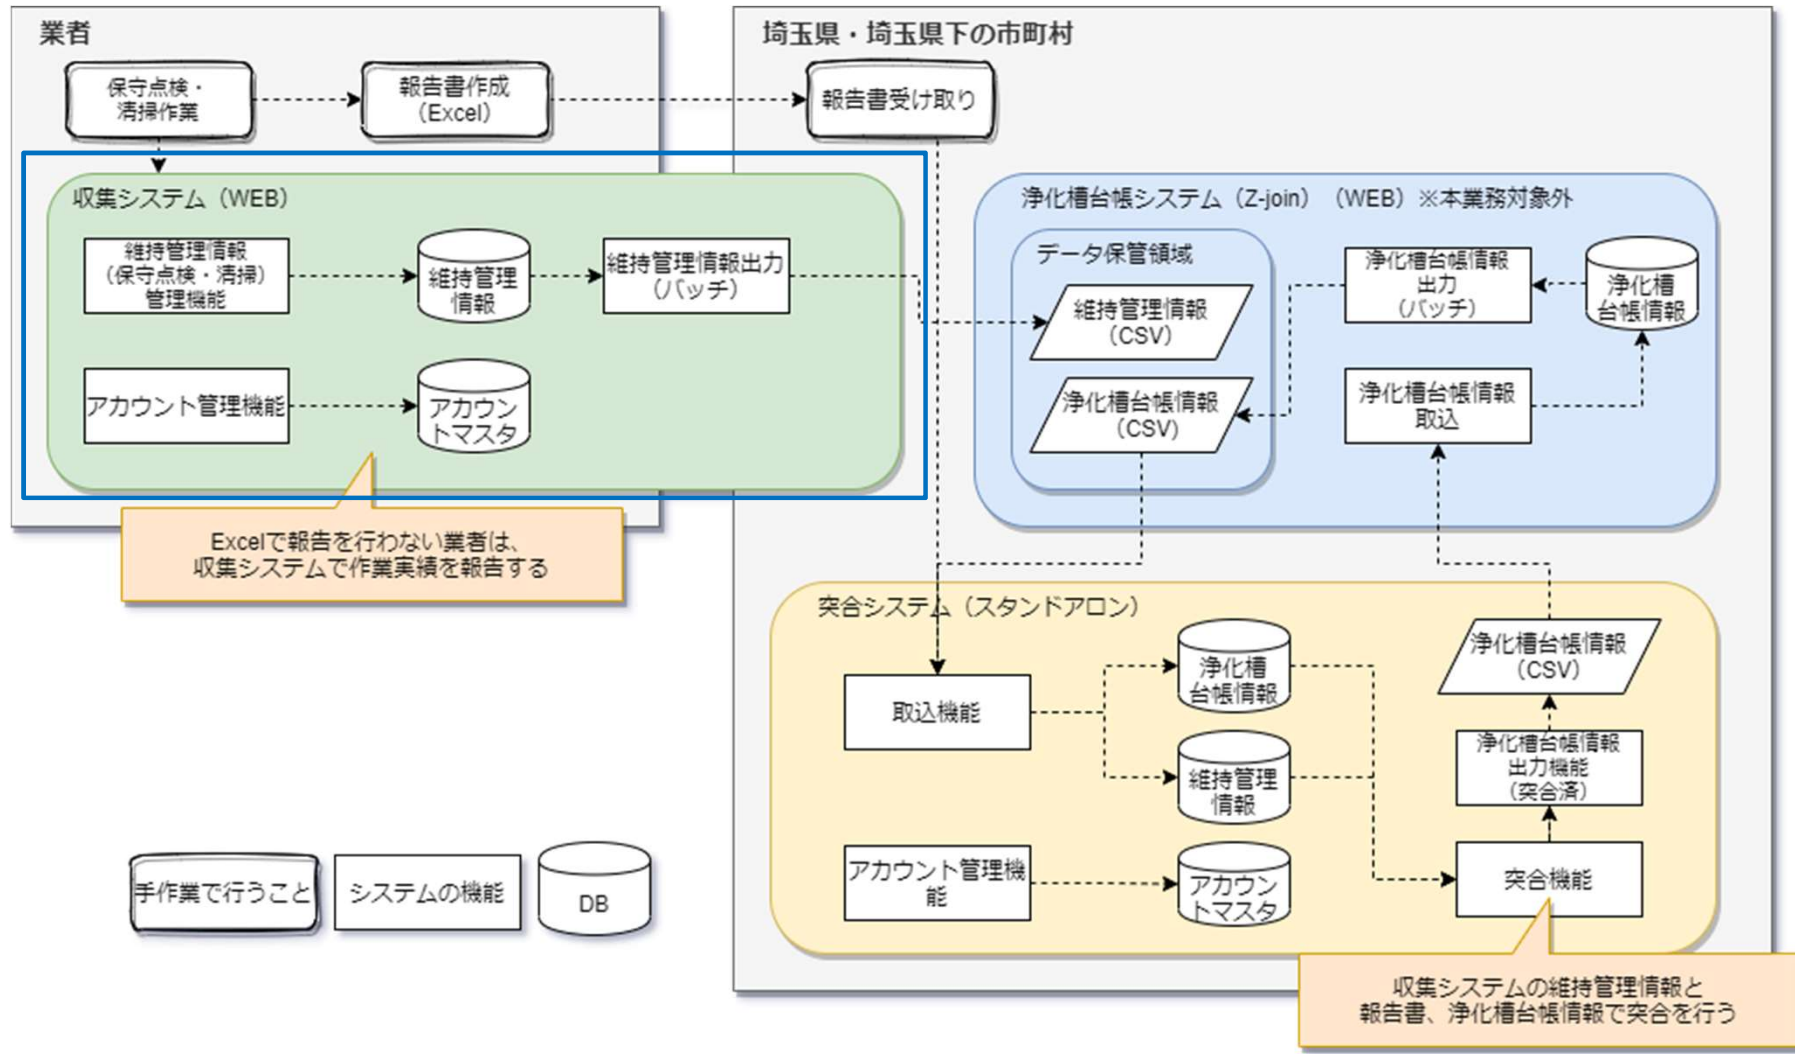 業者
保守点検・
清掃作業
報告書作成
（Excel）
収集システム（WEB）
維持管理情報
（保守点検・清掃）
管理機能
維持管理
情報
維持管理情報出力
（バッチ）
アカウント管理機能
アカウン
トマスタ
Excelで報告を行わない業者は、
収集システムで作業実績を報告する
埼玉県・埼玉県下の市町村
報告書受け取り
浄化槽台帳システム（Z-join）（WEB）※本業務対象外
データ保管領域
維持管理情報
（CSV）
浄化槽台帳情報
（CSV）
浄化槽台帳情報
出力
（バッチ）
浄化槽
台帳情報
浄化槽台帳情報
取込
突合システム（スタンドアロン）
取込機能
浄化槽
台帳情報
維持管理
情報
アカウント管理機
能
アカウン
トマスタ
浄化槽台帳情報
（CSV）
浄化槽台帳情報
出力機能
（突合済）
突合機能
収集システムの維持管理情報と
報告書、浄化槽台帳情報で突合を行う
手作業で行うこと
システムの機能
DB